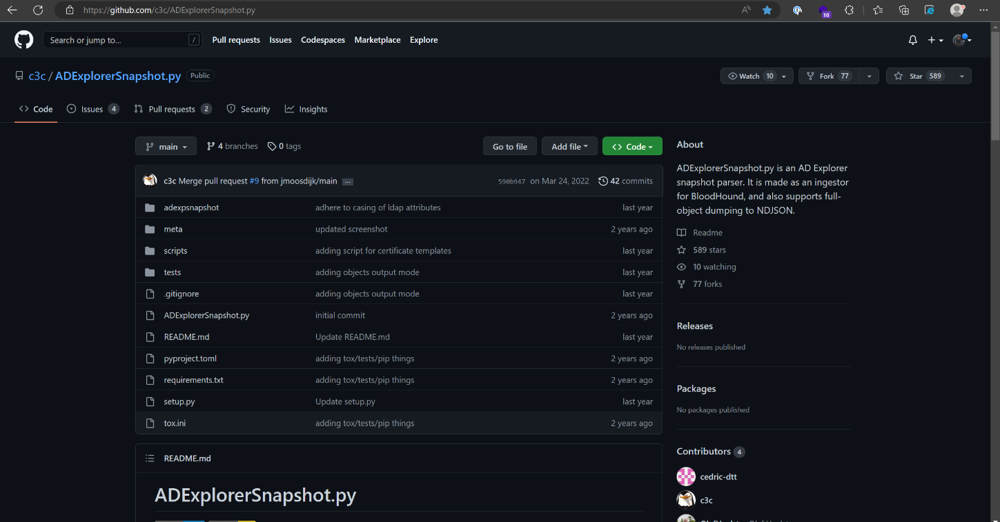 https://github.com/c3c/ADExplorerSnapshot.py
10
Search or jump to... /
Pull requests Issues Codespaces Marketplace Explore
c3c / ADExplorerSnapshot.py Public
Watch 10 Fork 77 Star 589
Code Issues 4 Pull requests 2 Security Insights
main 4 branches 0 tags Go to file Add file Code
c3c Merge pull request #9 from jmoosdijk/main ... 590b947 on Mar 24, 2022 42 commits
adexpsnapshot adhere to casing of ldap attributes last year
meta updated screenshot 2 years ago
scripts adding script for certificate templates last year
tests adding objects output mode last year
.gitignore adding objects output mode last year
ADExplorerSnapshot.py initial commit 2 years ago
README.md Update README.md last year
pyproject.toml adding tox/tests/pip things 2 years ago
requirements.txt adding tox/tests/pip things 2 years ago
setup.py Update setup.py last year
tox.ini adding tox/tests/pip things 2 years ago
README.md
ADExplorerSnapshot.py
About
ADExplorerSnapshot.py is an AD Explorer
snapshot parser. It is made as an ingestor
for BloodHound, and also supports full-
object dumping to NDJSON.
Readme
589 stars
10 watching
77 forks
Releases
No releases published
Packages
No packages published
Contributors 4
cedric-dtt
c3c